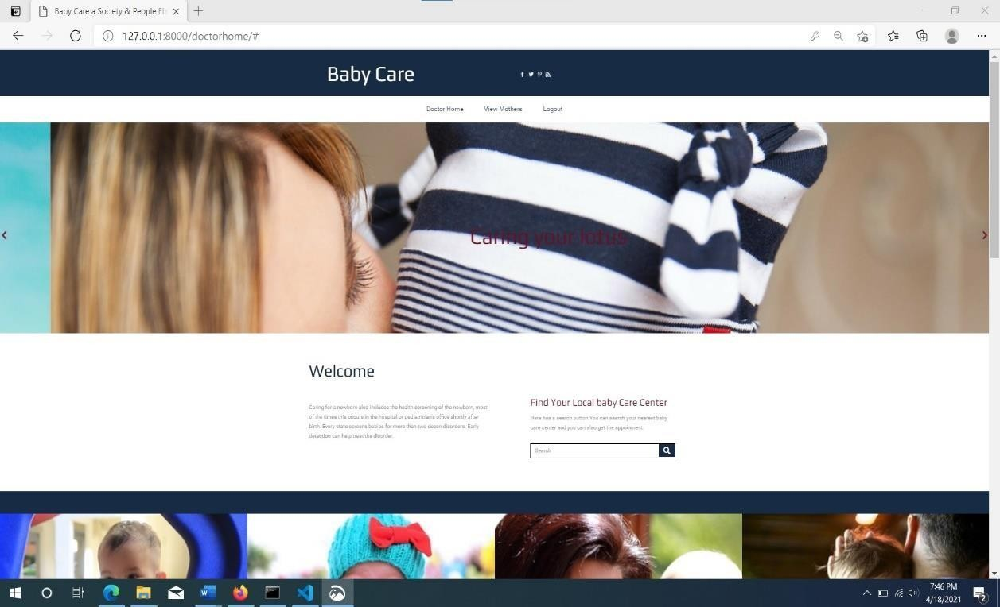 Baby Care a Society & People Fla
127.0.0.1:8000/doctorhome/#
Baby Care
Doctor Home View Mothers Logout
Caring your lotus
Welcome
Caring for a newborn also includes the health screening of the newborn, most
of the times this occurs in the hospital or pediatrician's office shortly after
birth. Every state screens babies for more than two dozen disorders. Early
detection can help treat the disorder.
Find Your Local baby Care Center
Here has a search button.You can search your nearest baby
care center and you can also get the appoinment.
Search
7:46 PM
4/18/2021
2